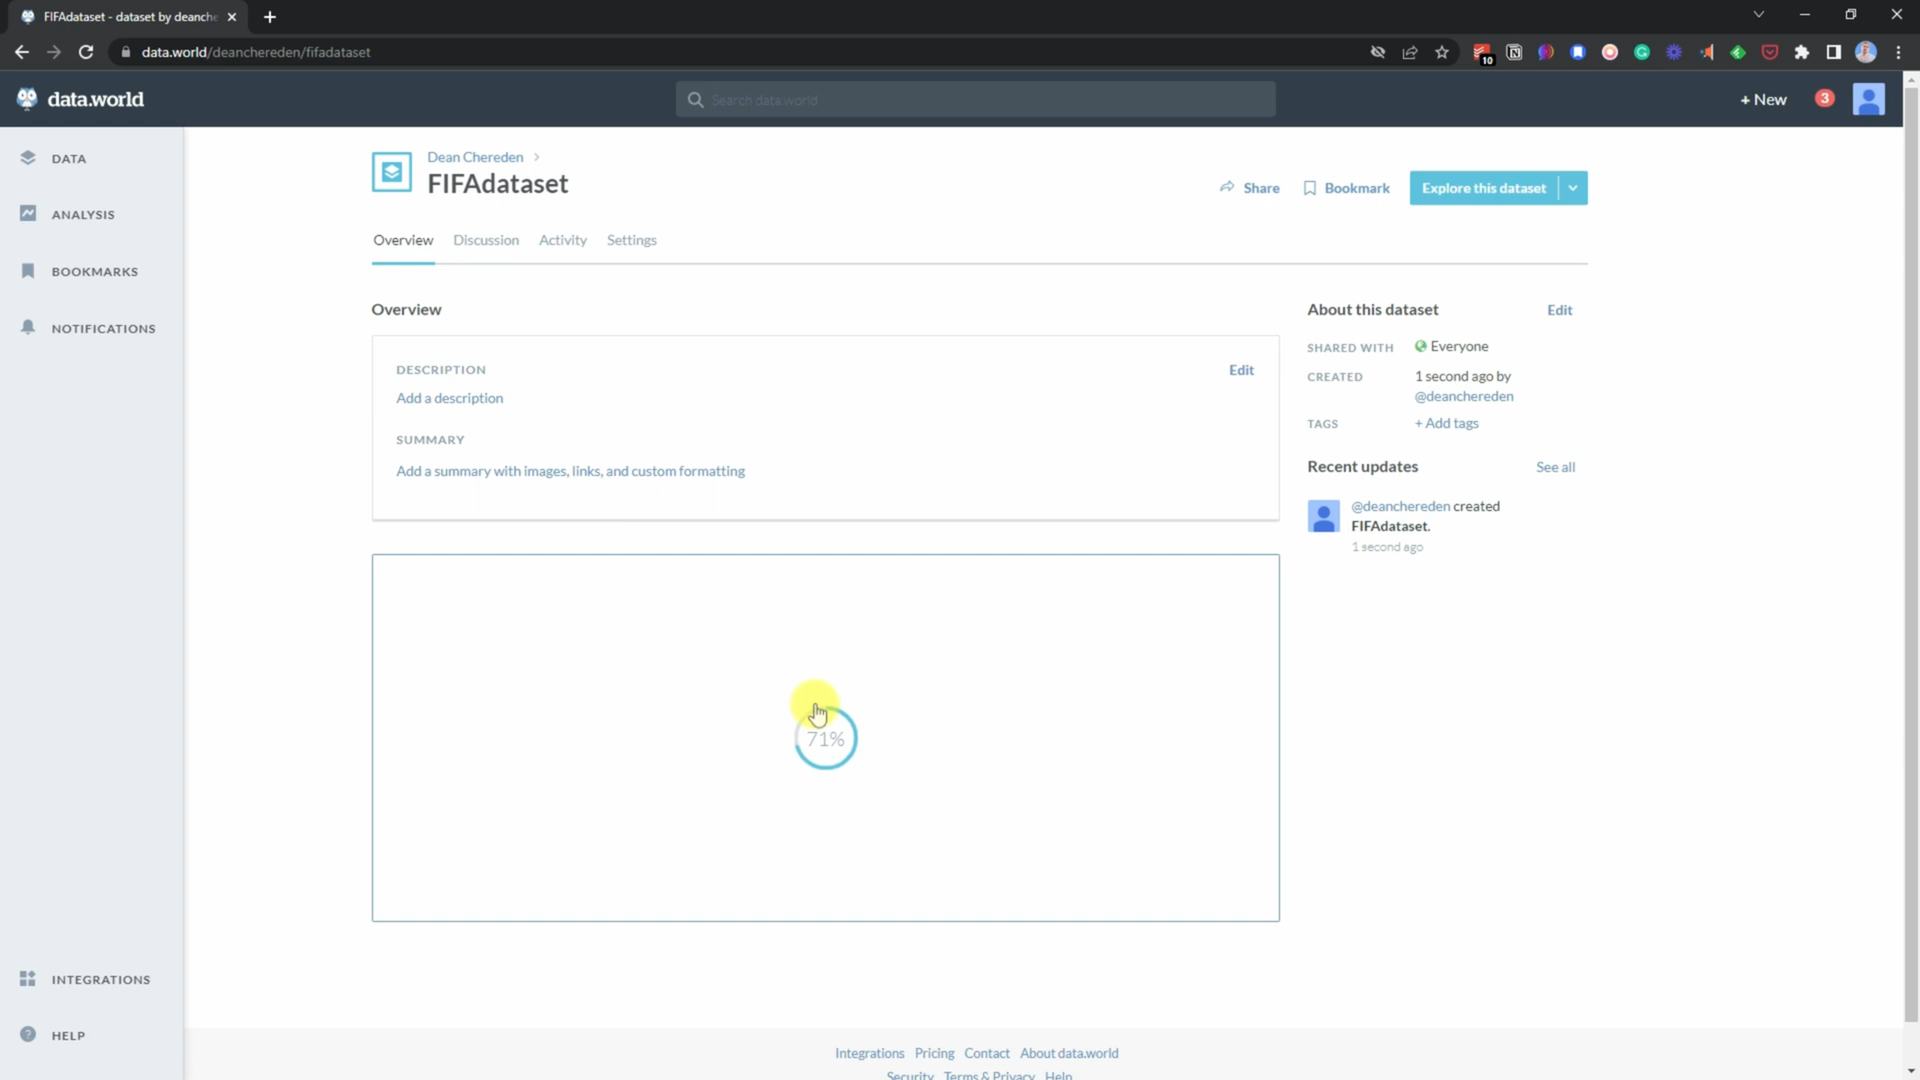 FIFAdataset - dataset by deanche
data.world/deanchereden/fifadataset
10
data.world
Search data.world
+ New
3
DATA
ANALYSIS
BOOKMARKS
NOTIFICATIONS
INTEGRATIONS
HELP
Dean Chereden
FIFAdataset
Share
Bookmark
Explore this dataset
Overview
Discussion
Activity
Settings
Overview
DESCRIPTION
Edit
Add a description
SUMMARY
Add a summary with images, links, and custom formatting
71%
About this dataset
Edit
SHARED WITH
Everyone
CREATED
1 second ago by
@deanchereden
TAGS
+ Add tags
Recent updates
See all
@deanchereden created
FIFAdataset.
1 second ago
Integrations Pricing Contact About data.world
Security Terms & Privacy Help